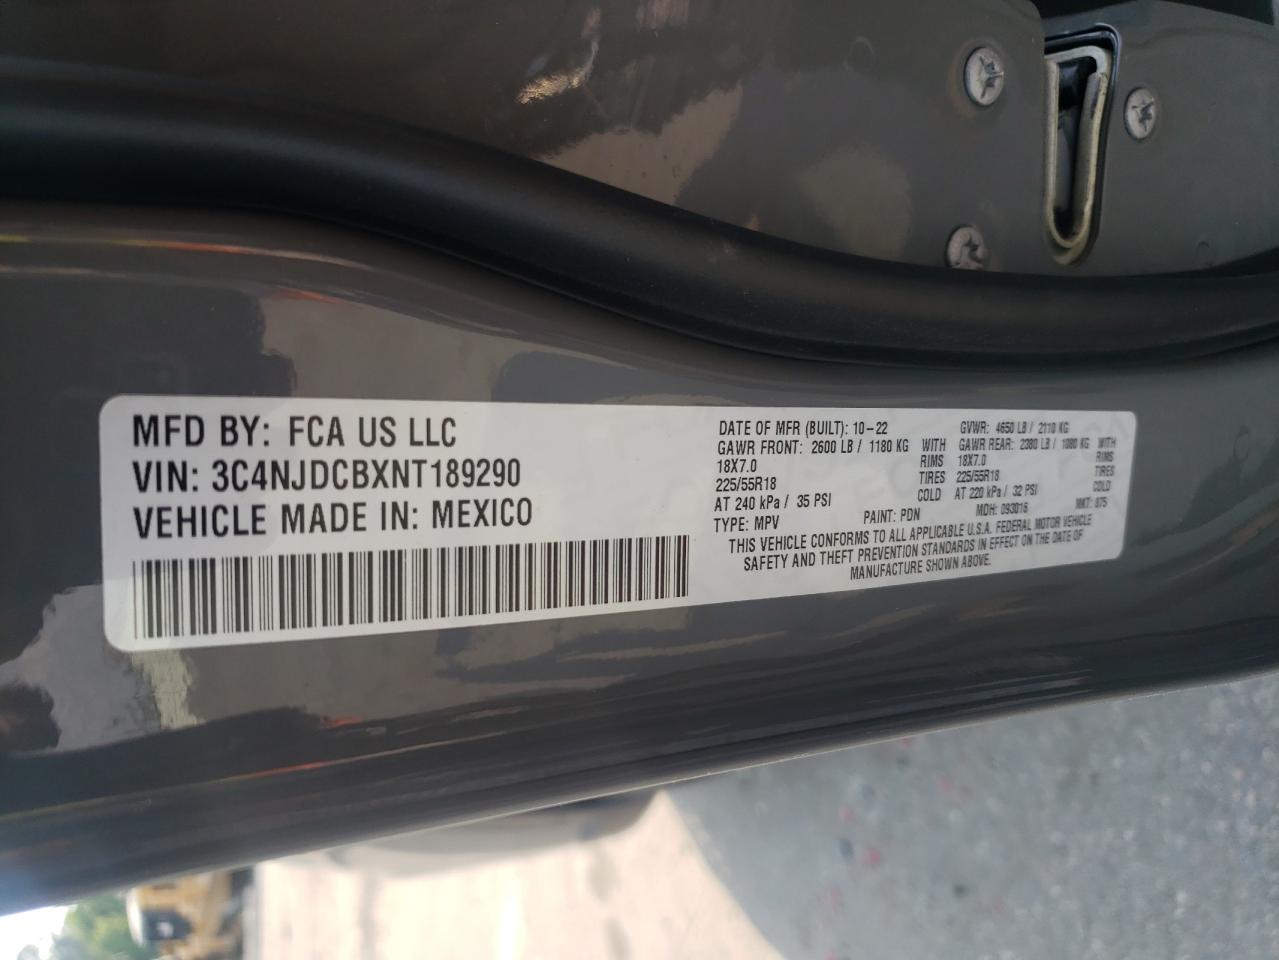 MFD BY: FCA US LLC
VIN: 3C4NJDCBXNT189290
VEHICLE MADE IN: MEXICO
DATE OF MFR (BUILT): 10-22 GVWR: 4650 LB / 2110 KG
GAWR FRONT: 2600 LB / 1180 KG WITH GAWR REAR: 2380 LB / 1080 KG WITH
18X7.0 RIMS 18X7.0 RIMS
225/55R18 TIRES 225/55R18 TIRES
AT 240 kPa / 35 PSI COLD AT 220 kPa / 32 PSI COLD
TYPE: MPV PAINT: PDN MDH: 093016 MKT: 875
THIS VEHICLE CONFORMS TO ALL APPLICABLE U.S.A. FEDERAL MOTOR VEHICLE
SAFETY AND THEFT PREVENTION STANDARDS IN EFFECT ON THE DATE OF
MANUFACTURE SHOWN ABOVE.